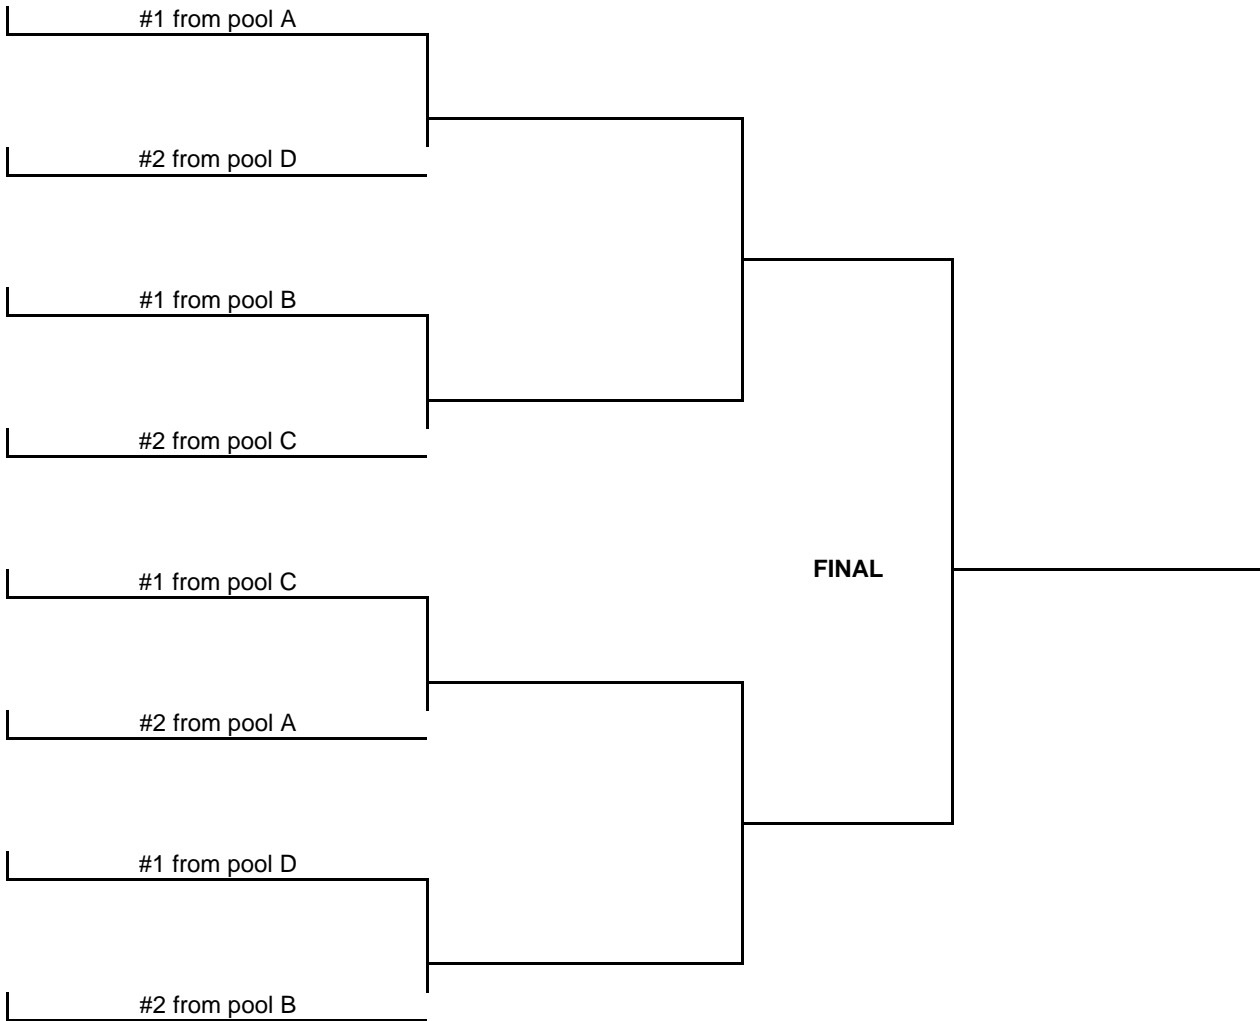 #1 from pool A
#2 from pool D
#1 from pool B
#2 from pool C
FINAL
#1 from pool C
#2 from pool A
#1 from pool D
#2 from pool B